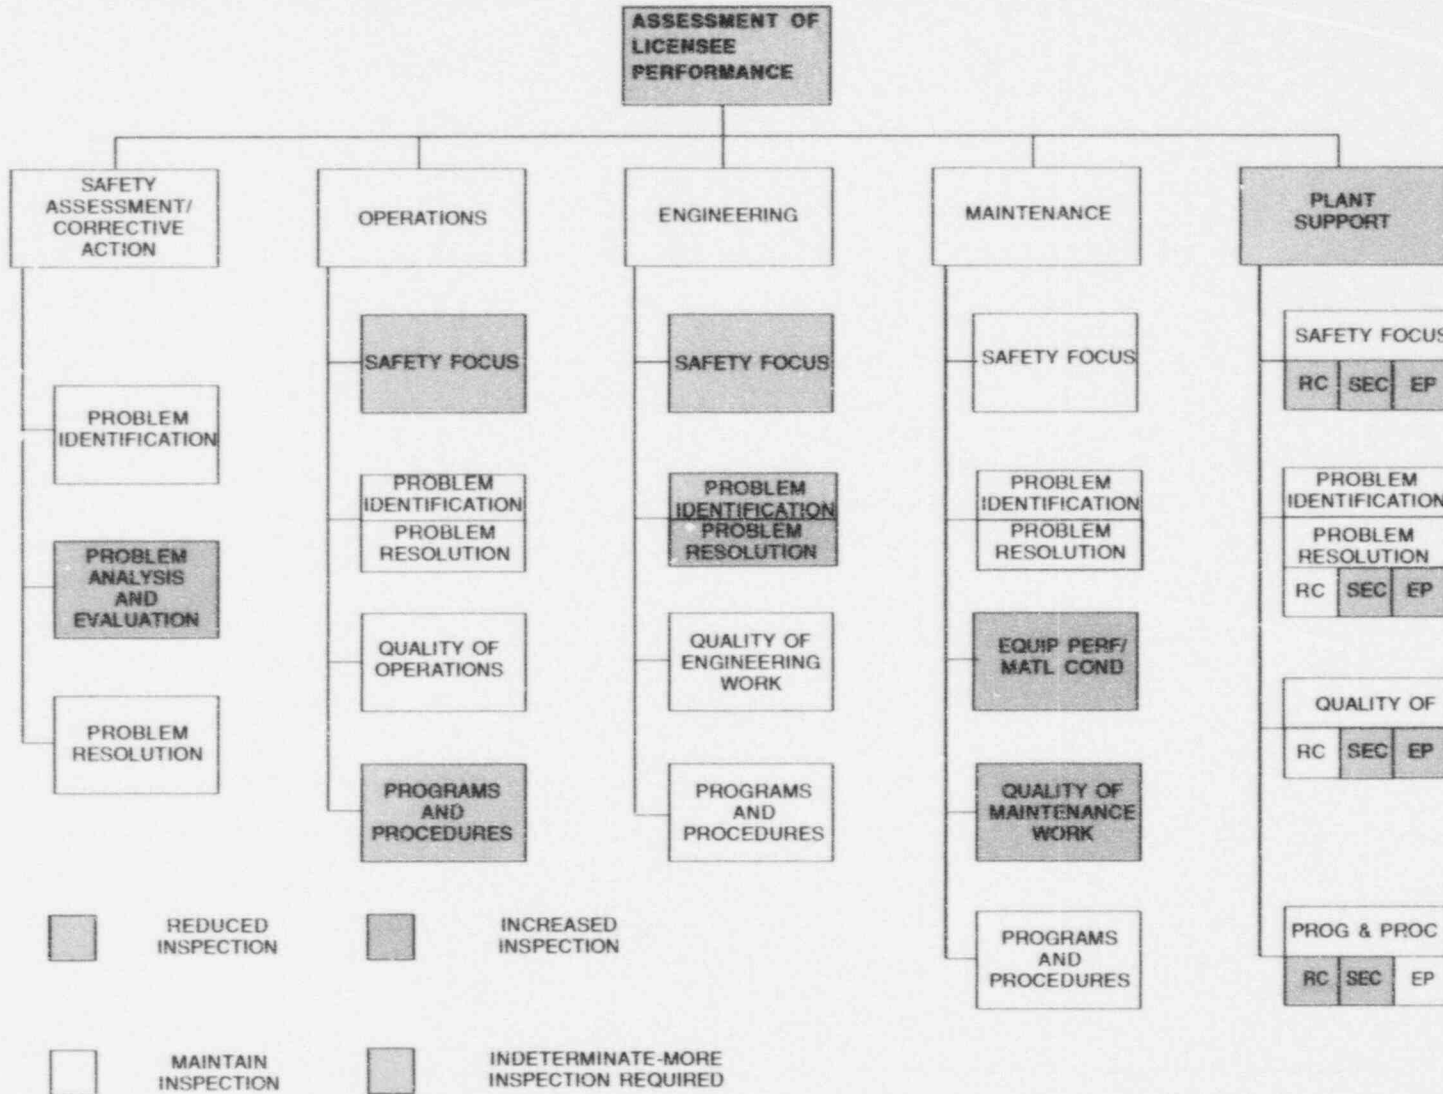 ASSESSMENT OF
LICENSEE
PERFORMANCE
SAFETY
ASSESSMENT/
CORRECTIVE
ACTION
PROBLEM
IDENTIFICATION
PROBLEM
ANALYSIS
AND
EVALUATION
PROBLEM
RESOLUTION
OPERATIONS
SAFETY FOCUS
PROBLEM
IDENTIFICATION
PROBLEM
RESOLUTION
QUALITY OF
OPERATIONS
PROGRAMS
AND
PROCEDURES
ENGINEERING
SAFETY FOCUS
PROBLEM
IDENTIFICATION
PROBLEM
RESOLUTION
QUALITY OF
ENGINEERING
WORK
PROGRAMS
AND
PROCEDURES
MAINTENANCE
SAFETY FOCUS
PROBLEM
IDENTIFICATION
PROBLEM
RESOLUTION
EQUIP PERF/
MATL COND
QUALITY OF
MAINTENANCE
WORK
PROGRAMS
AND
PROCEDURES
PLANT
SUPPORT
SAFETY FOCUS
RC SEC EP
PROBLEM
IDENTIFICATION
PROBLEM
RESOLUTION
RC SEC EP
QUALITY OF
RC SEC EP
PROG & PROC
RC SEC EP
REDUCED
INSPECTION
INCREASED
INSPECTION
MAINTAIN
INSPECTION
INDETERMINATE-MORE
INSPECTION REQUIRED